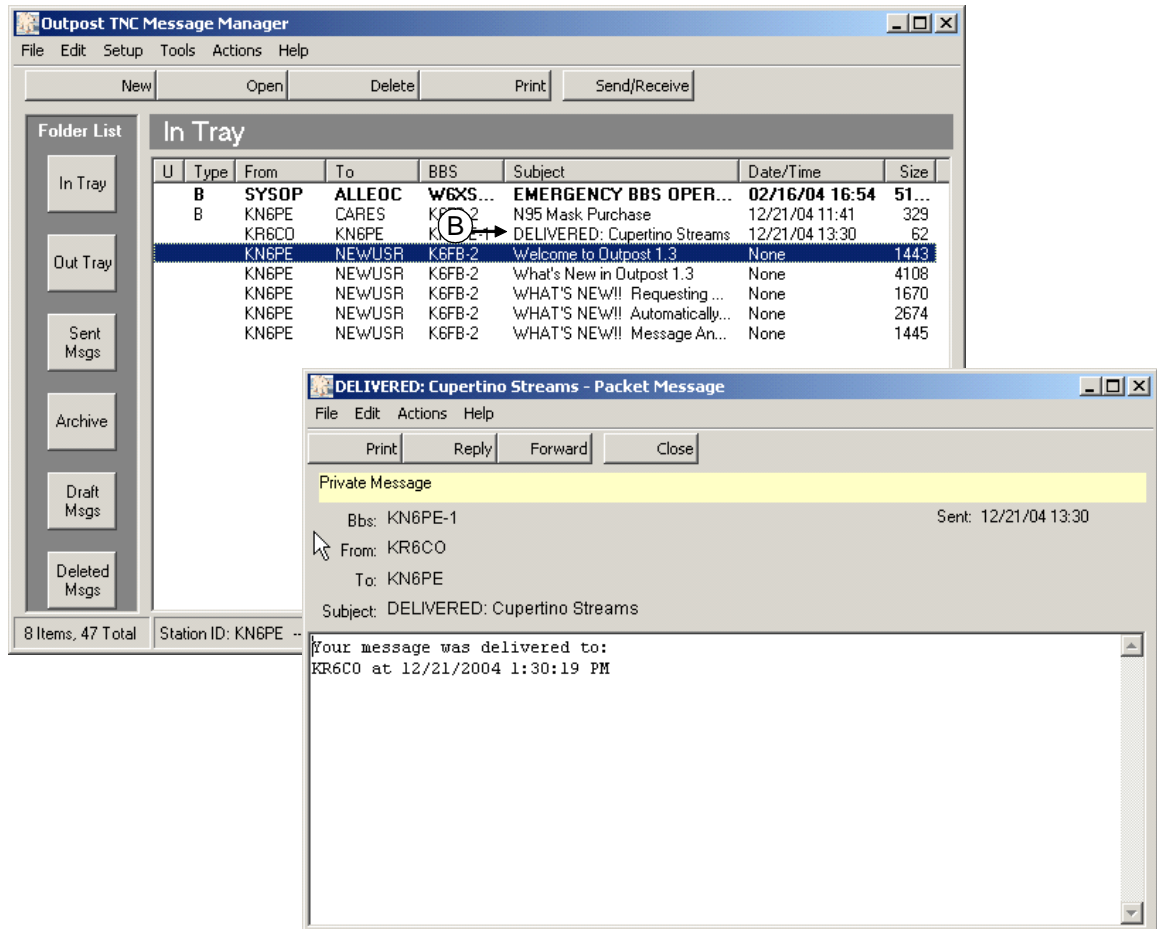 Outpost TNC Message Manager
File Edit Setup Tools Actions Help
New Open Delete Print Send/Receive
Folder List
In Tray
Out Tray
Sent
Msgs
Archive
Draft
Msgs
Deleted
Msgs
In Tray
U Type From To BBS Subject Date/Time Size
B SYSOP ALLEOC W6XS... EMERGENCY BBS OPER... 02/16/04 16:54 51...
B KN6PE CARES N95 Mask Purchase 12/21/04 11:41 329
KR6CO KN6PE B DELIVERED: Cupertino Streams 12/21/04 13:30 62
KN6PE NEWUSR K6FB-2 Welcome to Outpost 1.3 None 1443
KN6PE NEWUSR K6FB-2 What's New in Outpost 1.3 None 4108
KN6PE NEWUSR K6FB-2 WHAT'S NEW!! Requesting ... None 1670
KN6PE NEWUSR K6FB-2 WHAT'S NEW!! Automatically... None 2674
KN6PE NEWUSR K6FB-2 WHAT'S NEW!! Message An... None 1445
8 Items, 47 Total Station ID: KN6PE --
DELIVERED: Cupertino Streams - Packet Message
File Edit Actions Help
Print Reply Forward Close
Private Message
Bbs: KN6PE-1 Sent: 12/21/04 13:30
From: KR6CO
To: KN6PE
Subject: DELIVERED: Cupertino Streams
Your message was delivered to:
KR6CO at 12/21/2004 1:30:19 PM